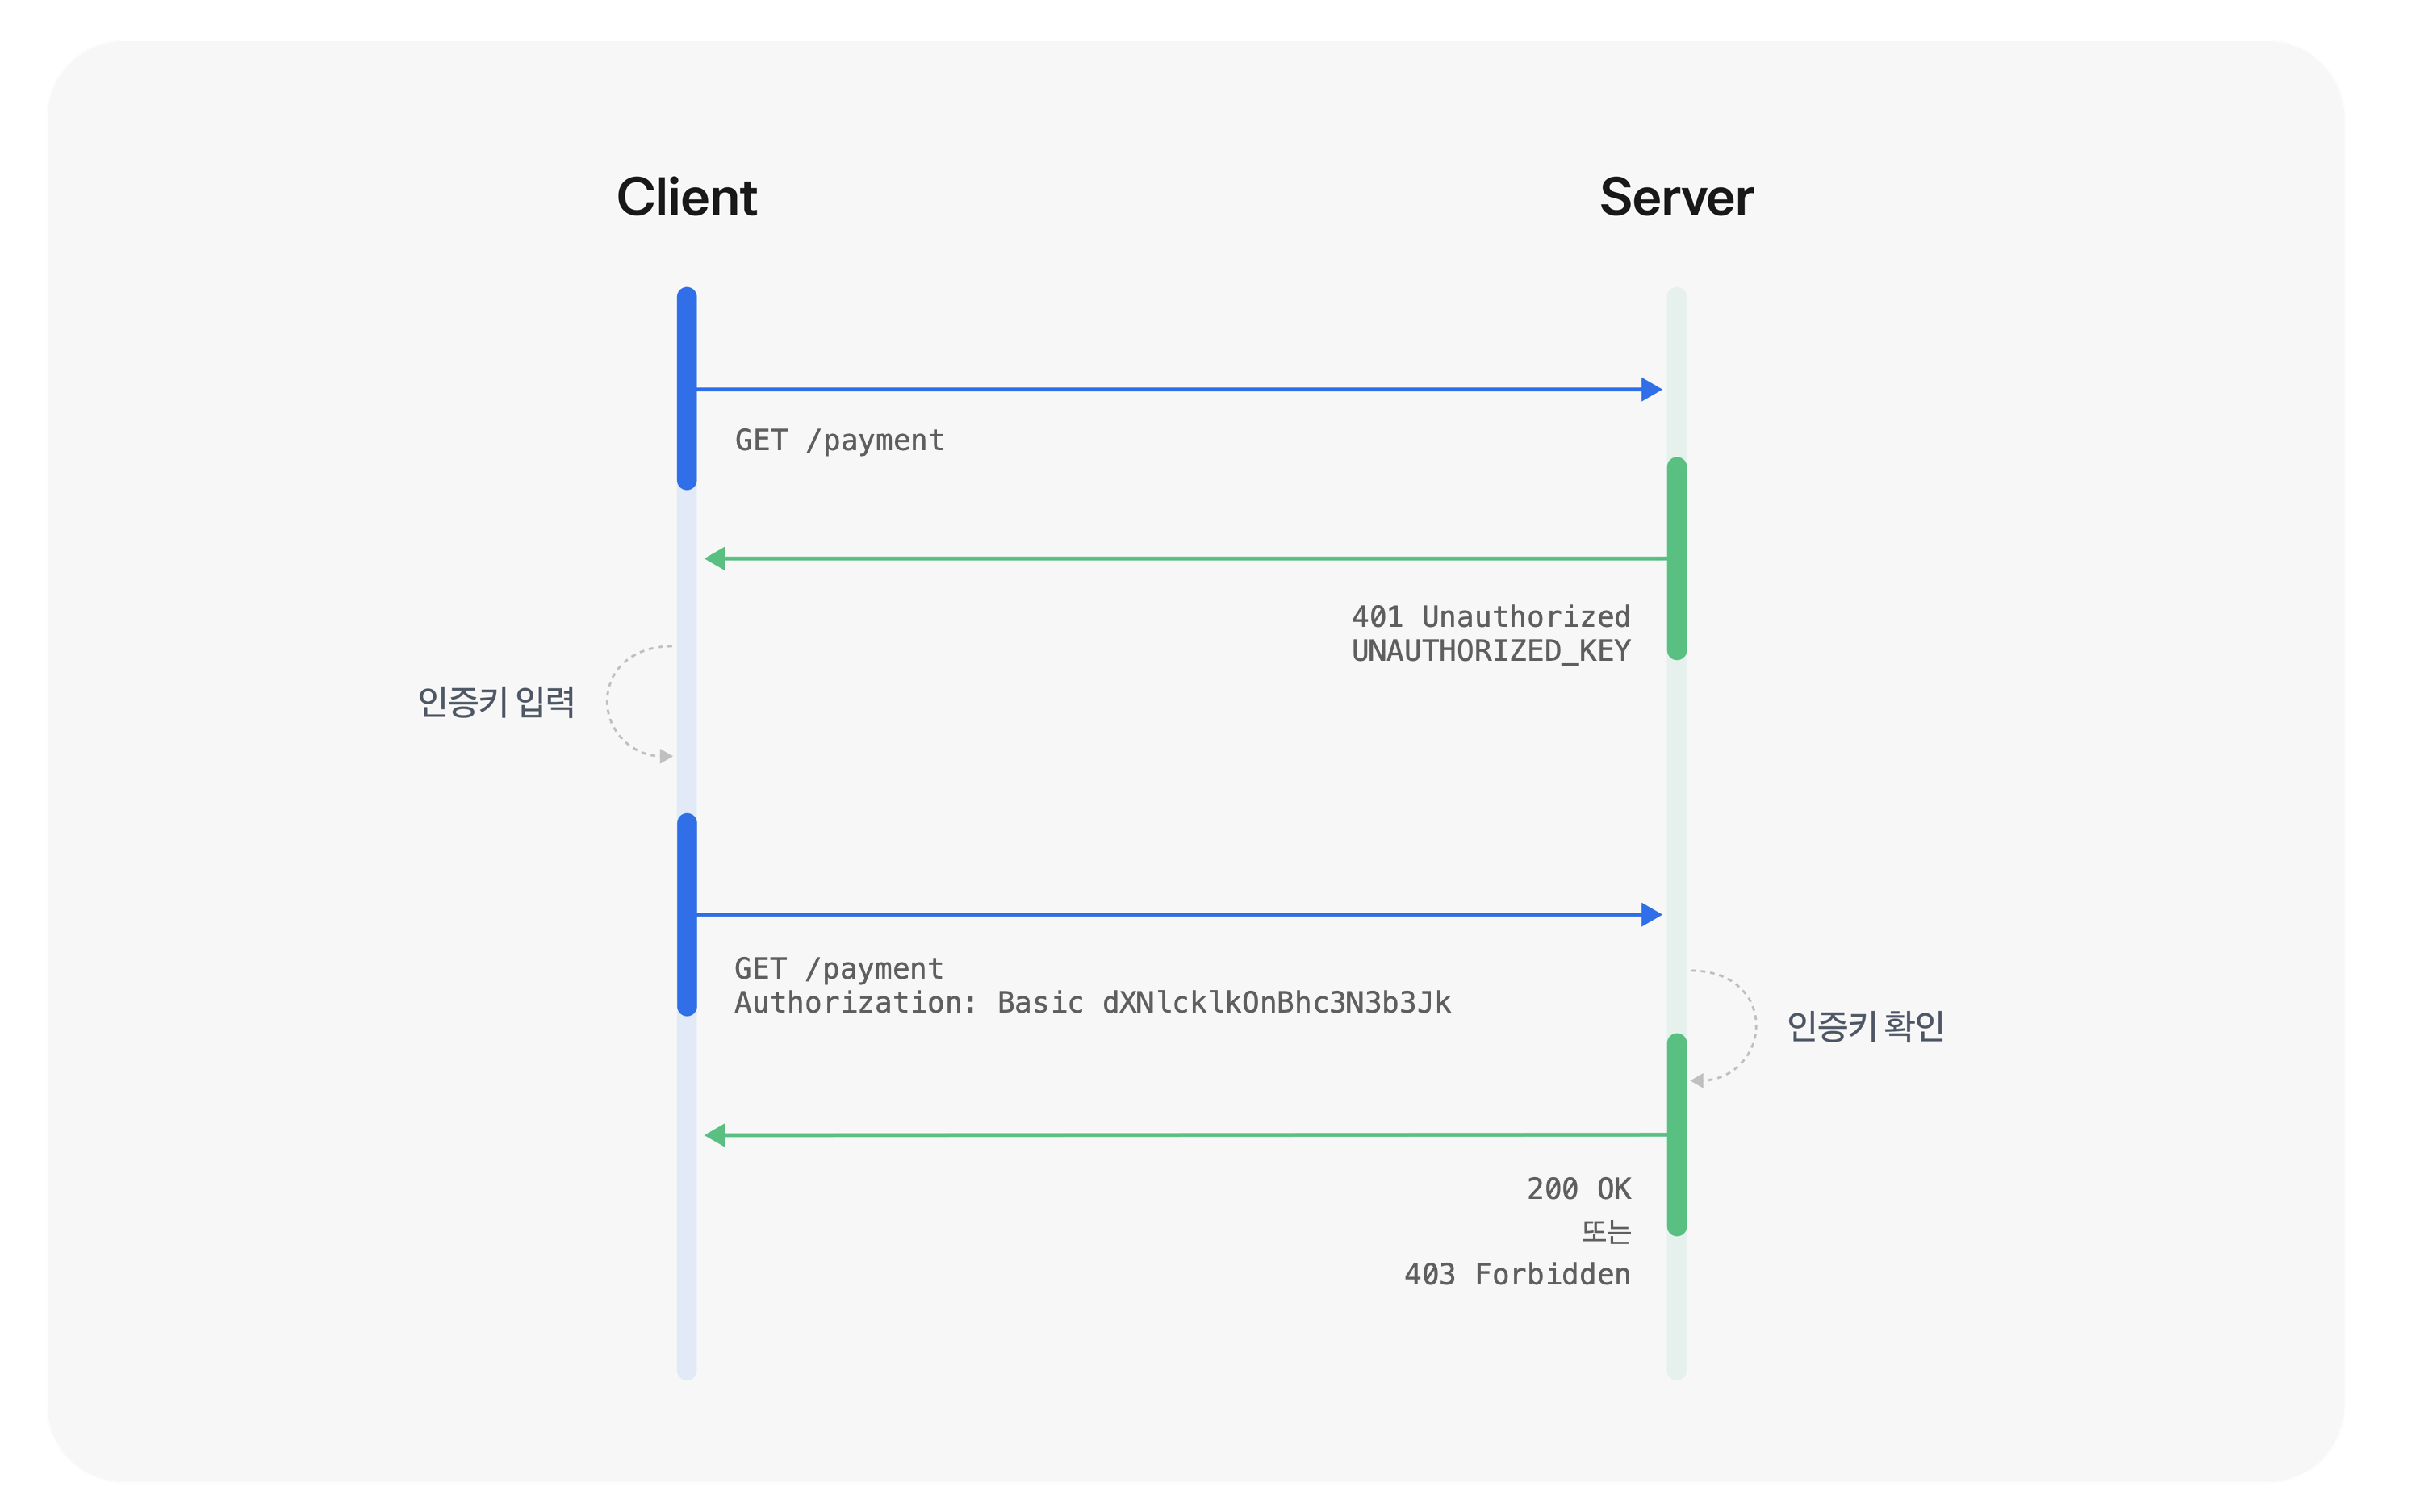 Client
Server
GET /payment
401 Unauthorized
UNAUTHORIZED_KEY
인증키 입력
GET /payment
Authorization: Basic dXNlcklkOnBhc3N3b3Jk
인증키 확인
200 OK
또는
403 Forbidden